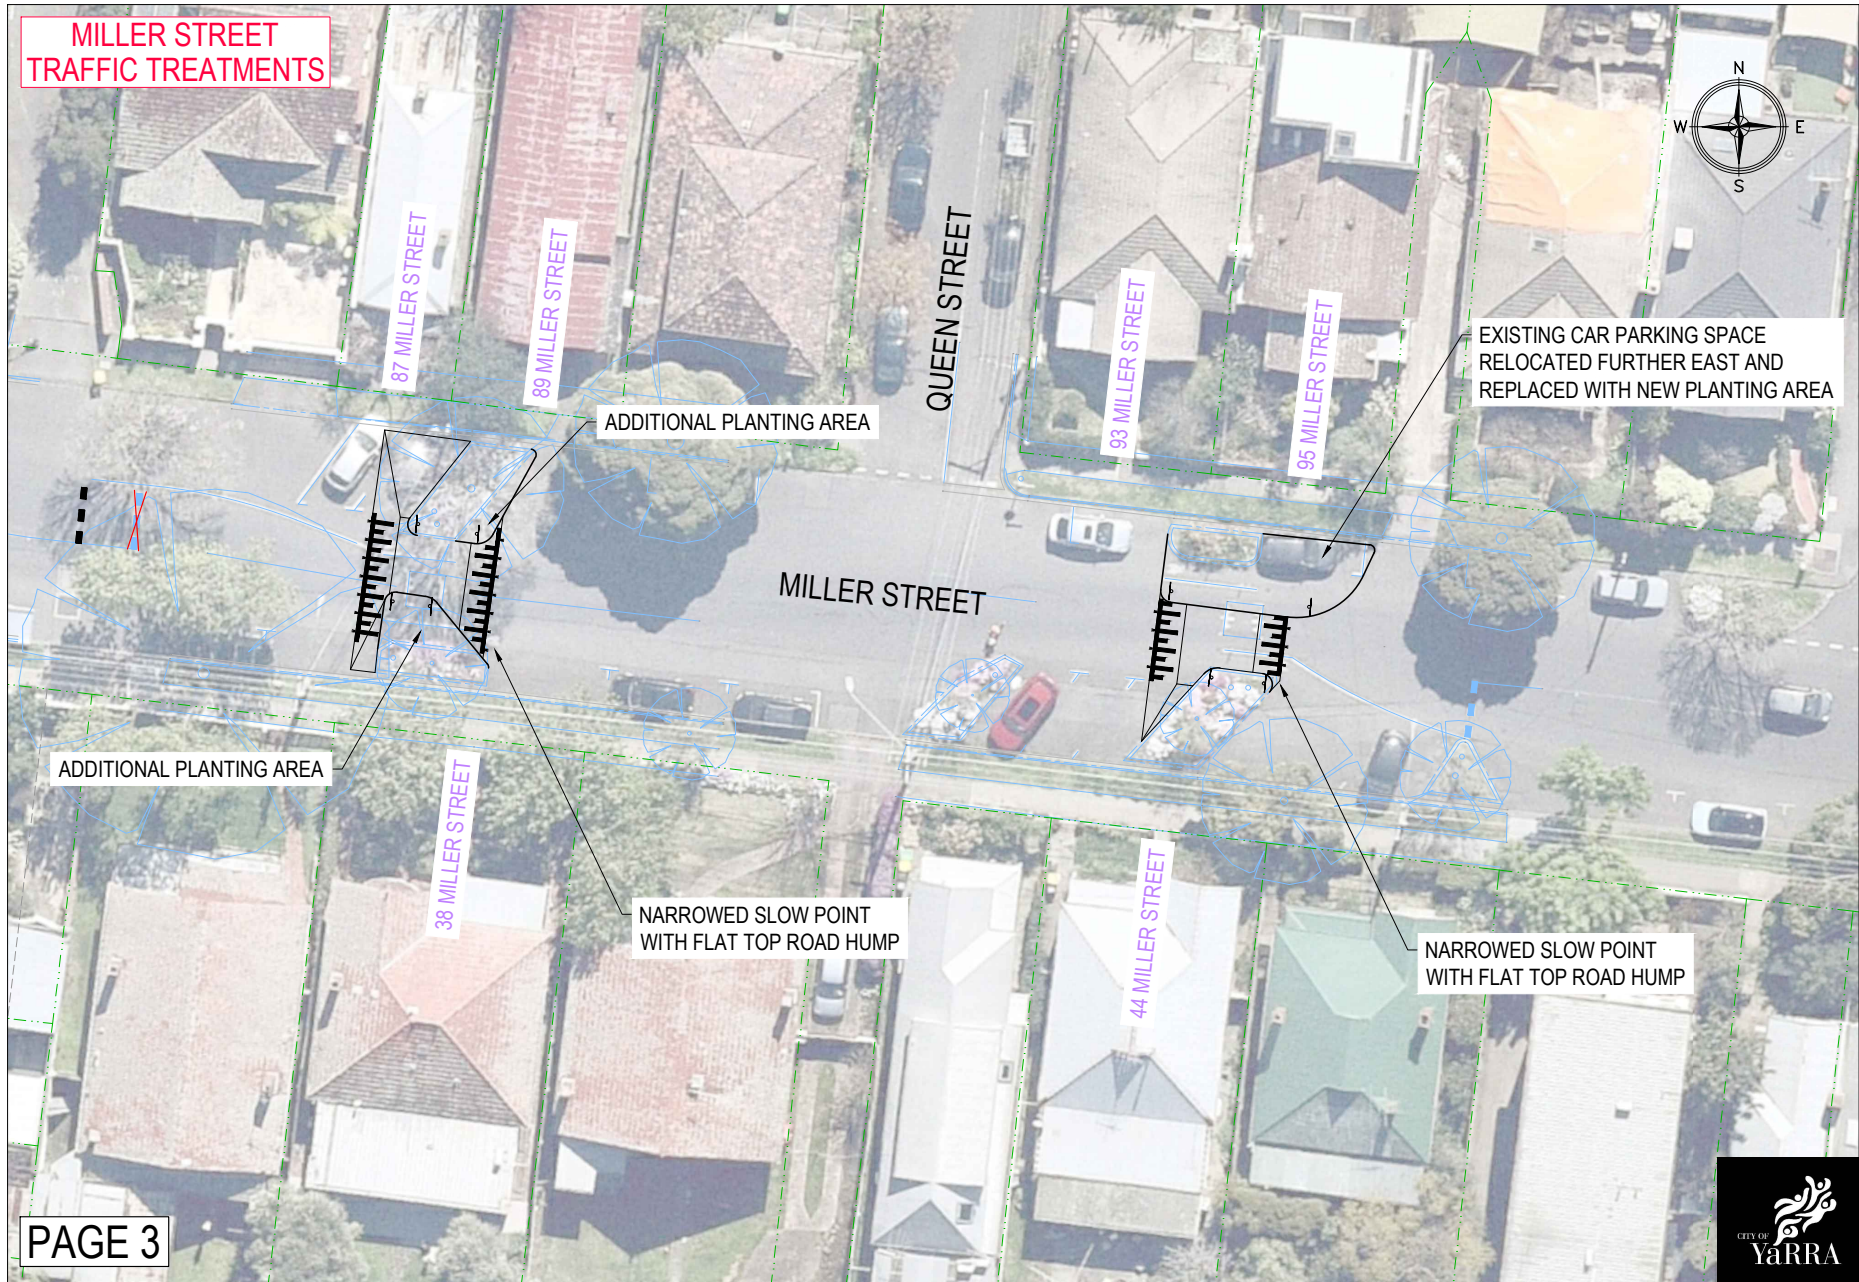 MILLER STREET
TRAFFIC TREATMENTS
N
W E
S
87 MILLER STREET
89 MILLER STREET
QUEEN STREET
93 MILLER STREET
95 MILLER STREET
EXISTING CAR PARKING SPACE
RELOCATED FURTHER EAST AND
REPLACED WITH NEW PLANTING AREA
ADDITIONAL PLANTING AREA
MILLER STREET
ADDITIONAL PLANTING AREA
38 MILLER STREET
44 MILLER STREET
NARROWED SLOW POINT
WITH FLAT TOP ROAD HUMP
NARROWED SLOW POINT
WITH FLAT TOP ROAD HUMP
PAGE 3
CITY OF
YaRRA